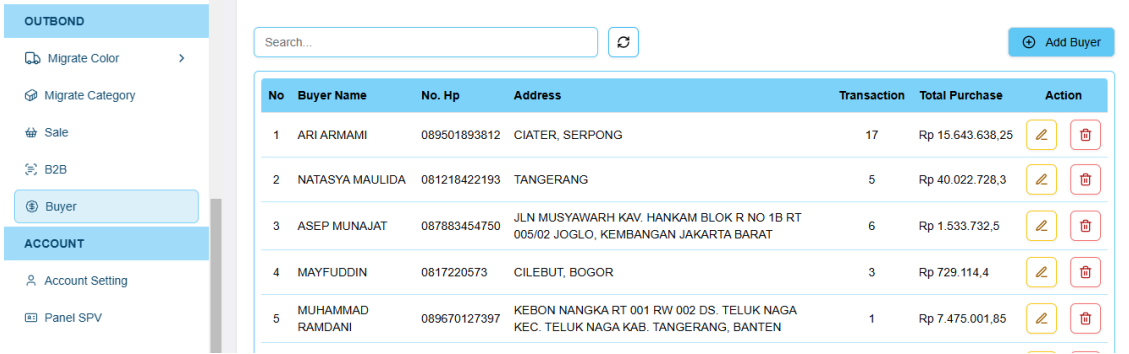 OUTBOND
Migrate Color
Migrate Category
Sale
B2B
Buyer
ACCOUNT
Account Setting
Panel SPV
Search...
Add Buyer
No Buyer Name No. Hp Address Transaction Total Purchase Action
1 ARI ARMAMI 089501893812 CIATER, SERPONG 17 Rp 15.643.638,25
2 NATASYA MAULIDA 081218422193 TANGERANG 5 Rp 40.022.728,3
3 ASEP MUNAJAT 087883454750 JLN MUSYAWARH KAV. HANKAM BLOK R NO 1B RT
005/02 JOGLO, KEMBANGAN JAKARTA BARAT 6 Rp 1.533.732,5
4 MAYFUDDIN 0817220573 CILEBUT, BOGOR 3 Rp 729.114,4
5 MUHAMMAD
RAMDANI 089670127397 KEBON NANGKA RT 001 RW 002 DS. TELUK NAGA
KEC. TELUK NAGA KAB. TANGERANG, BANTEN 1 Rp 7.475.001,85